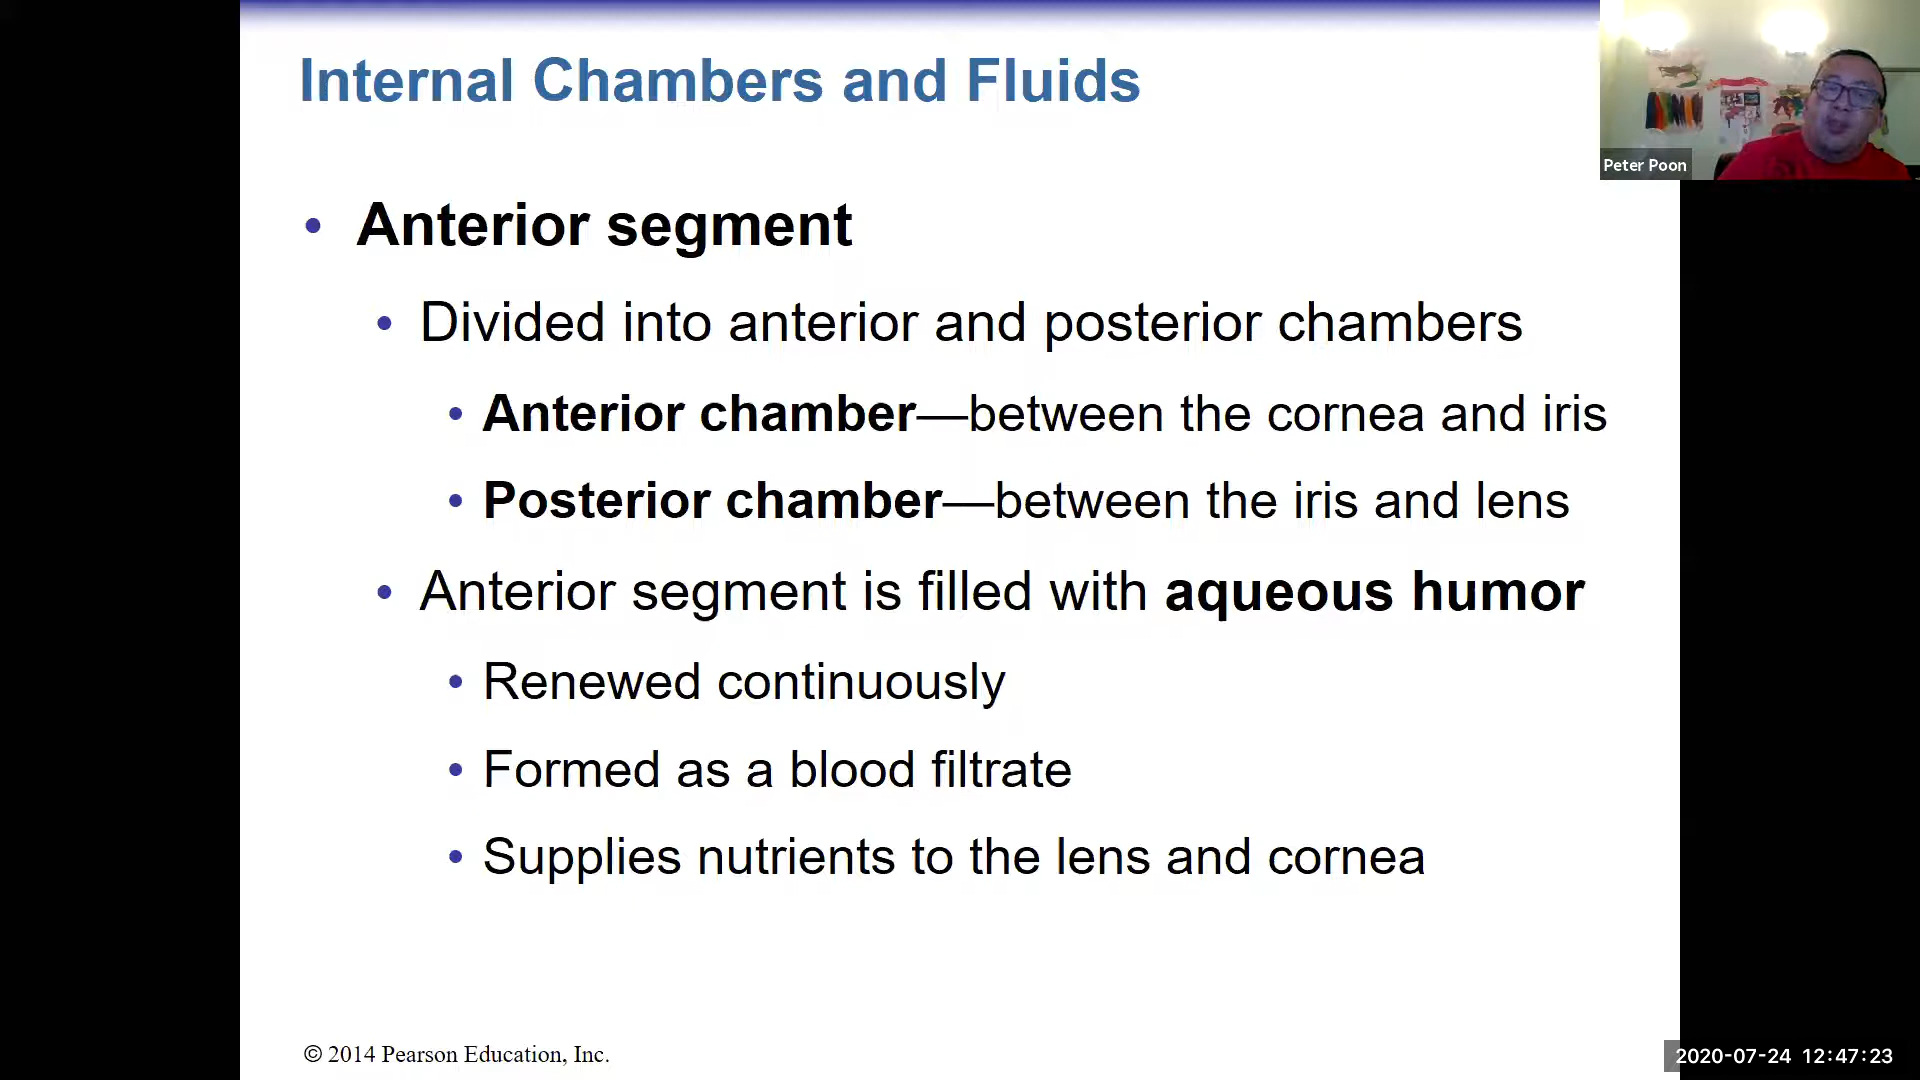 Internal Chambers and Fluids
Peter Poon
• Anterior segment
• Divided into anterior and posterior chambers
• Anterior chamber—between the cornea and iris
• Posterior chamber—between the iris and lens
• Anterior segment is filled with aqueous humor
• Renewed continuously
• Formed as a blood filtrate
• Supplies nutrients to the lens and cornea
© 2014 Pearson Education, Inc.
2020-07-24 12:47:23